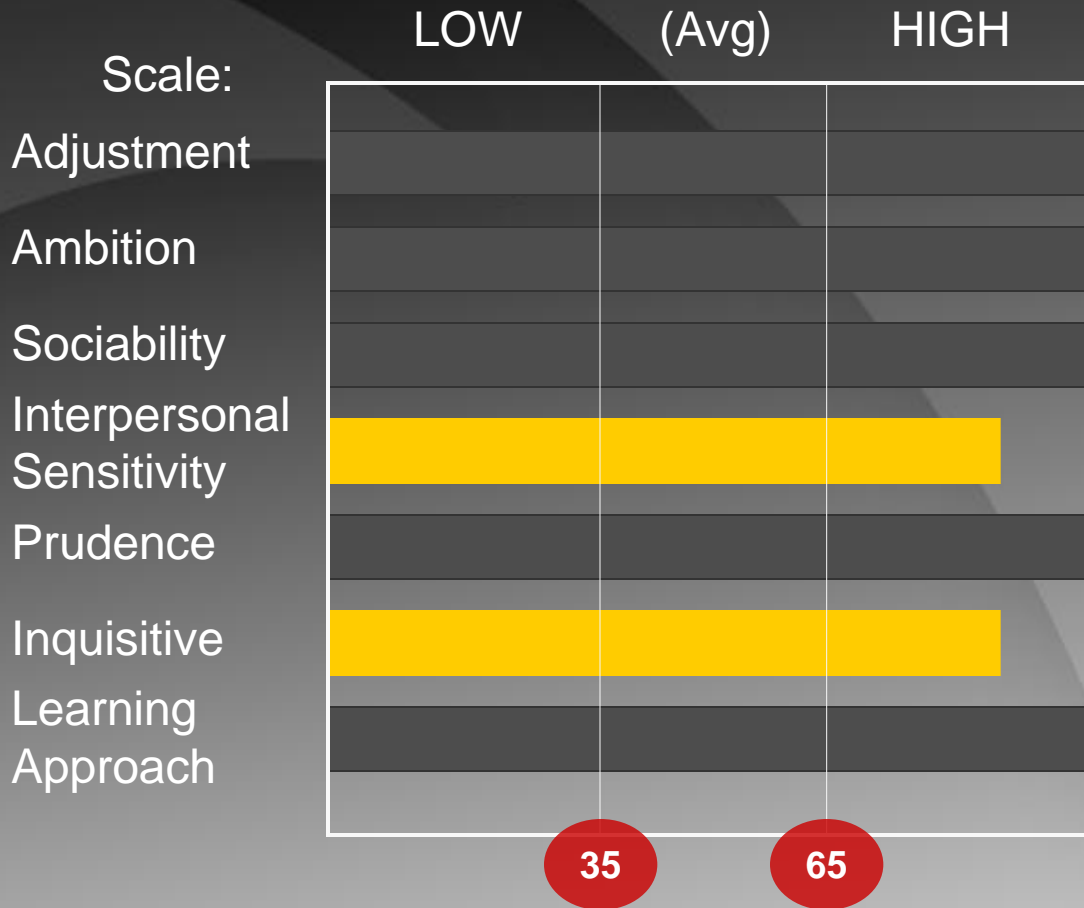 LOW (Avg) HIGH
Scale:
Adjustment
Ambition
Sociability
Interpersonal
Sensitivity
Prudence
Inquisitive
Learning
Approach
35 65